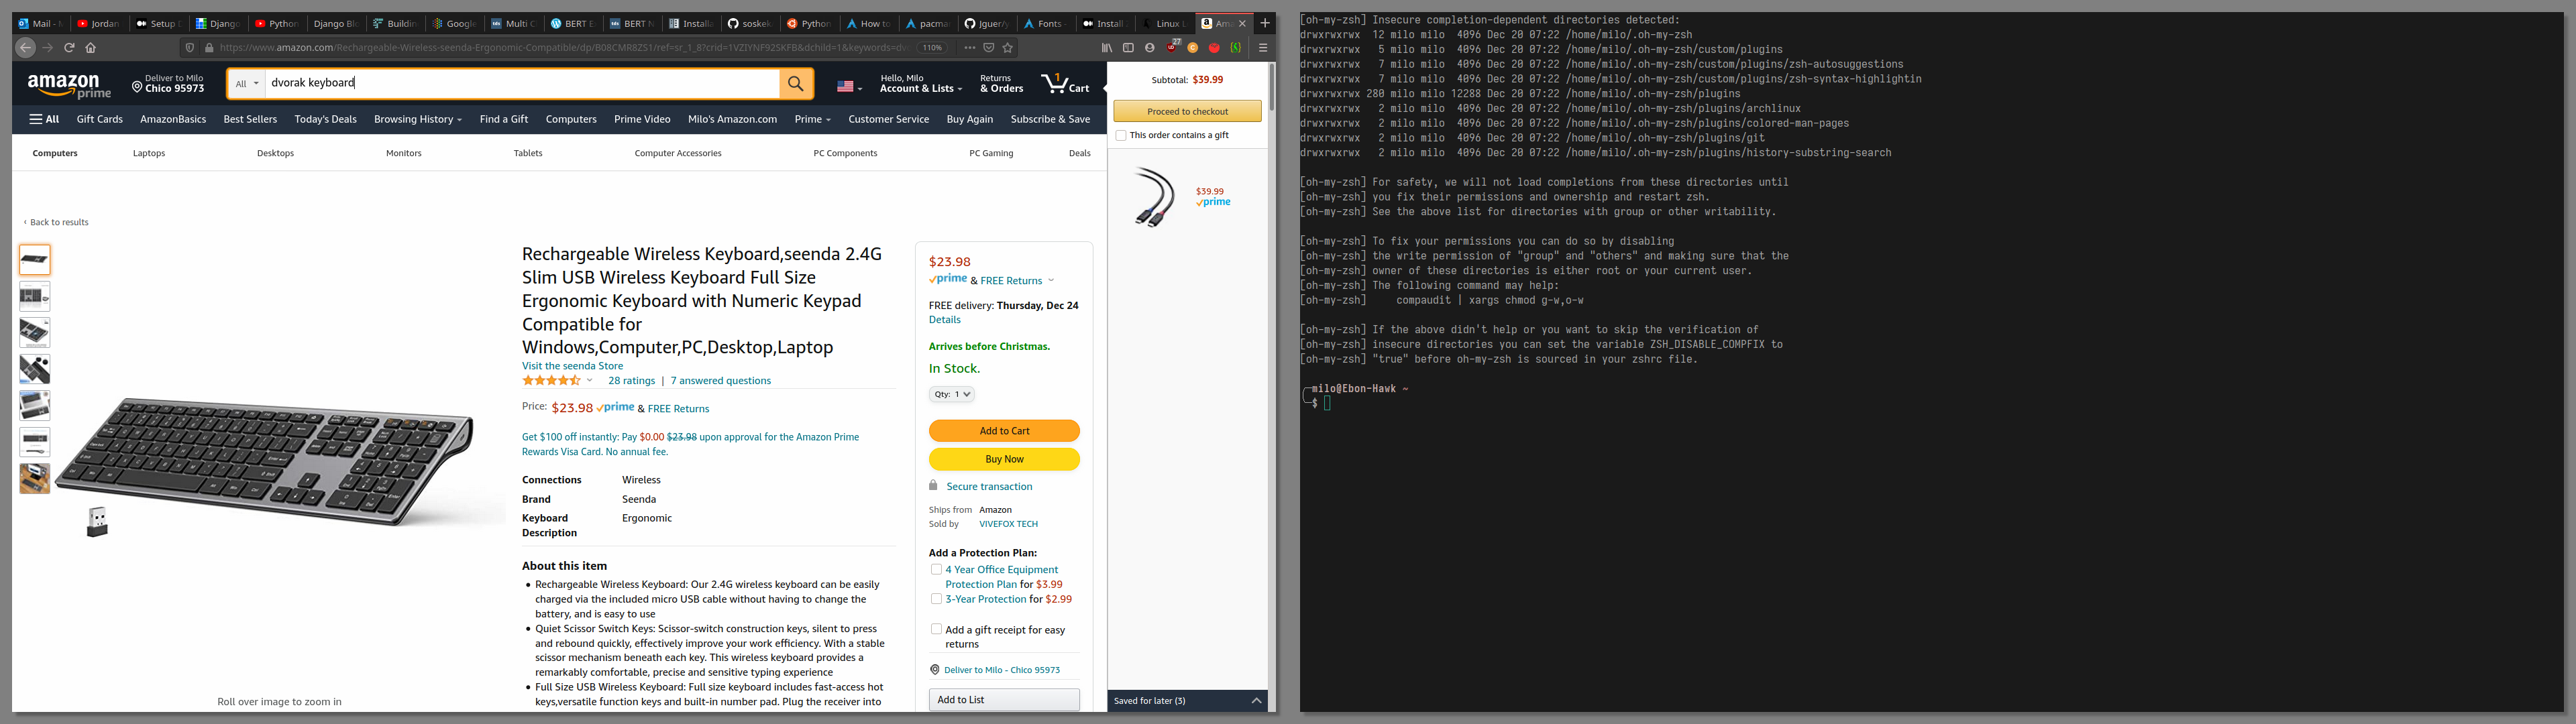 Mail - M
Jordan
Setup D
Django
Python
Django Blo
Buildin
Google
Multi C
BERT E
BERT N
Installa
soskek
Python
How to
pacma
Jguer/y
Fonts -
Install
Linux L
Ama
https://www.amazon.com/Rechargeable-Wireless-seenda-Ergonomic-Compatible/dp/B08CMR8ZS1/ref=sr_1_8?crid=1VZIYNF92SKFB&dchild=1&keywords=dvo
110%
27
amazon prime
Deliver to Milo
Chico 95973
All
dvorak keyboard
Hello, Milo
Account & Lists
Returns
& Orders
1
Cart
All Gift Cards AmazonBasics Best Sellers Today's Deals Browsing History Find a Gift Computers Prime Video Milo's Amazon.com Prime Customer Service Buy Again Subscribe & Save
Computers Laptops Desktops Monitors Tablets Computer Accessories PC Components PC Gaming Deals
‹ Back to results
Rechargeable Wireless Keyboard,seenda 2.4G
Slim USB Wireless Keyboard Full Size
Ergonomic Keyboard with Numeric Keypad
Compatible for
Windows,Computer,PC,Desktop,Laptop
Visit the seenda Store
28 ratings | 7 answered questions
Price: $23.98 prime & FREE Returns
Get $100 off instantly: Pay $0.00 $23.98 upon approval for the Amazon Prime
Rewards Visa Card. No annual fee.
Connections Wireless
Brand Seenda
Keyboard Ergonomic
Description
About this item
• Rechargeable Wireless Keyboard: Our 2.4G wireless keyboard can be easily
charged via the included micro USB cable without having to change the
battery, and is easy to use
• Quiet Scissor Switch Keys: Scissor-switch construction keys, silent to press
and rebound quickly, effectively improve your work efficiency. With a stable
scissor mechanism beneath each key. This wireless keyboard provides a
remarkably comfortable, precise and sensitive typing experience
• Full Size USB Wireless Keyboard: Full size keyboard includes fast-access hot
keys,versatile function keys and built-in number pad. Plug the receiver into
Roll over image to zoom in
$23.98
prime & FREE Returns
FREE delivery: Thursday, Dec 24
Details
Arrives before Christmas.
In Stock.
Qty: 1
Add to Cart
Buy Now
Secure transaction
Ships from Amazon
Sold by VIVEFOX TECH
Add a Protection Plan:
4 Year Office Equipment
Protection Plan for $3.99
3-Year Protection for $2.99
Add a gift receipt for easy
returns
Deliver to Milo - Chico 95973
Add to List
Subtotal: $39.99
Proceed to checkout
This order contains a gift
$39.99
prime
Saved for later (3)
[oh-my-zsh] Insecure completion-dependent directories detected:
drwxrwxrwx  12 milo milo  4096 Dec 20 07:22 /home/milo/.oh-my-zsh
drwxrwxrwx   5 milo milo  4096 Dec 20 07:22 /home/milo/.oh-my-zsh/custom/plugins
drwxrwxrwx   7 milo milo  4096 Dec 20 07:22 /home/milo/.oh-my-zsh/custom/plugins/zsh-autosuggestions
drwxrwxrwx   7 milo milo  4096 Dec 20 07:22 /home/milo/.oh-my-zsh/custom/plugins/zsh-syntax-highlightin
drwxrwxrwx 280 milo milo 12288 Dec 20 07:22 /home/milo/.oh-my-zsh/plugins
drwxrwxrwx   2 milo milo  4096 Dec 20 07:22 /home/milo/.oh-my-zsh/plugins/archlinux
drwxrwxrwx   2 milo milo  4096 Dec 20 07:22 /home/milo/.oh-my-zsh/plugins/colored-man-pages
drwxrwxrwx   2 milo milo  4096 Dec 20 07:22 /home/milo/.oh-my-zsh/plugins/git
drwxrwxrwx   2 milo milo  4096 Dec 20 07:22 /home/milo/.oh-my-zsh/plugins/history-substring-search
[oh-my-zsh] For safety, we will not load completions from these directories until
[oh-my-zsh] you fix their permissions and ownership and restart zsh.
[oh-my-zsh] See the above list for directories with group or other writability.
[oh-my-zsh] To fix your permissions you can do so by disabling
[oh-my-zsh] the write permission of "group" and "others" and making sure that the
[oh-my-zsh] owner of these directories is either root or your current user.
[oh-my-zsh] The following command may help:
[oh-my-zsh]     compaudit | xargs chmod g-w,o-w
[oh-my-zsh] If the above didn't help or you want to skip the verification of
[oh-my-zsh] insecure directories you can set the variable ZSH_DISABLE_COMPFIX to
[oh-my-zsh] "true" before oh-my-zsh is sourced in your zshrc file.
╭─milo@Ebon-Hawk ~
╰─$